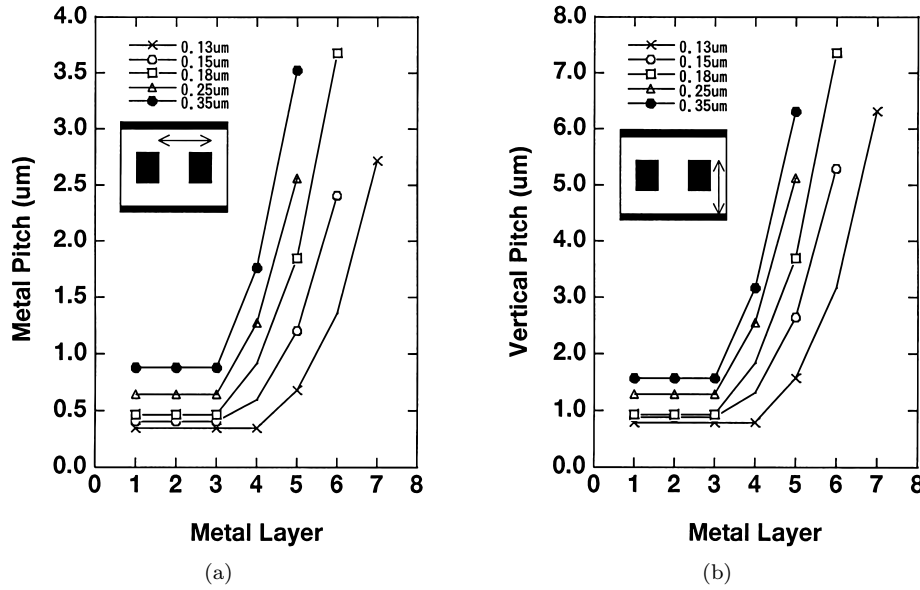 4.0
3.5
3.0
2.5
2.0
1.5
1.0
0.5
0.0
0 1 2 3 4 5 6 7 8
Metal Pitch (um)
Metal Layer
0.13um
0.15um
0.18um
0.25um
0.35um
(a)
8.0
7.0
6.0
5.0
4.0
3.0
2.0
1.0
0.0
0 1 2 3 4 5 6 7 8
Vertical Pitch (um)
Metal Layer
0.13um
0.15um
0.18um
0.25um
0.35um
(b)